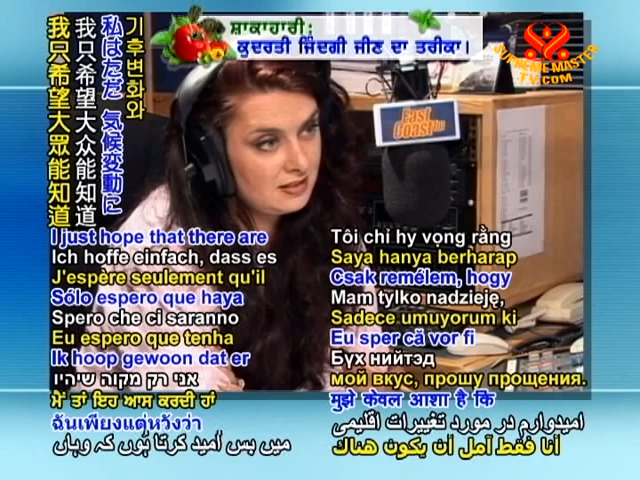 ਸ਼ਾਕਾਹਾਰੀ:
ਕੁਦਰਤੀ ਜ਼ਿੰਦਗੀ ਜੀਣ ਦਾ ਤਰੀਕਾ।
SUPREME MASTER
TV.COM
East
Coast fm
我只希望大眾能知道
我只希望大众能知道
私はただ 気候変動に
기후변화와
I just hope that there are
Ich hoffe einfach, dass es
J'espère seulement qu'il
Sólo espero que haya
Spero che ci saranno
Eu espero que tenha
Ik hoop gewoon dat er
אני רק מקוה שיהיו
ਮੈਂ ਤਾਂ ਇਹ ਆਸ ਕਰਦੀ ਹਾਂ
ฉันเพียงแต่หวังว่า
میں بس اُمید کرتا ہُوں کہ وہاں
Tôi chỉ hy vọng rằng
Saya hanya berharap
Csak remélem, hogy
Mam tylko nadzieję,
Sadece umuyorum ki
Eu sper că vor fi
Бүх нийтэд
мой вкус, прошу прощения.
मुझे केवल आशा है कि
امیدوارم در مورد تغییرات اقلیمی
أنا فقط آمل أن يكون هناك